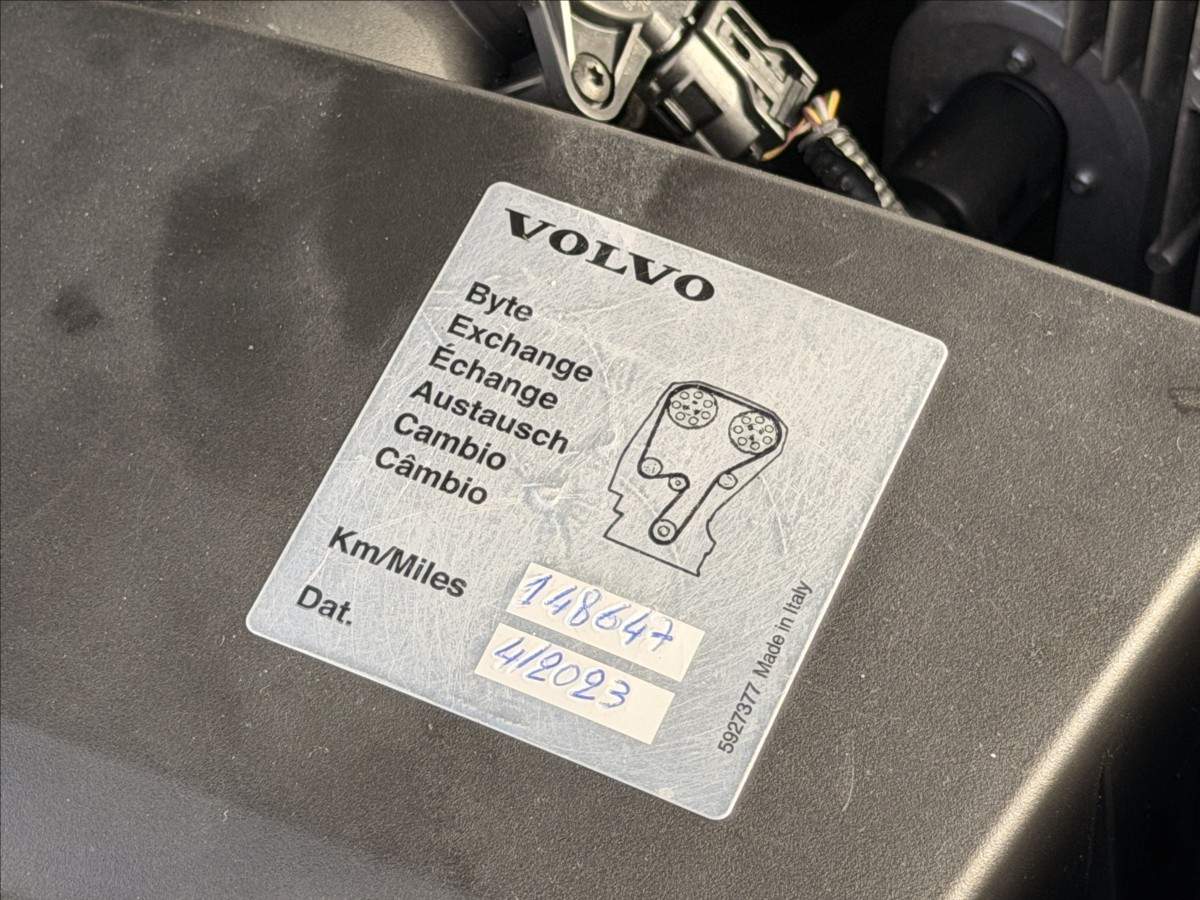 VOLVO
Byte
Exchange
Échange
Austausch
Cambio
Câmbio
Km/Miles 148647
Dat. 4/2023
5927377 Made in Italy